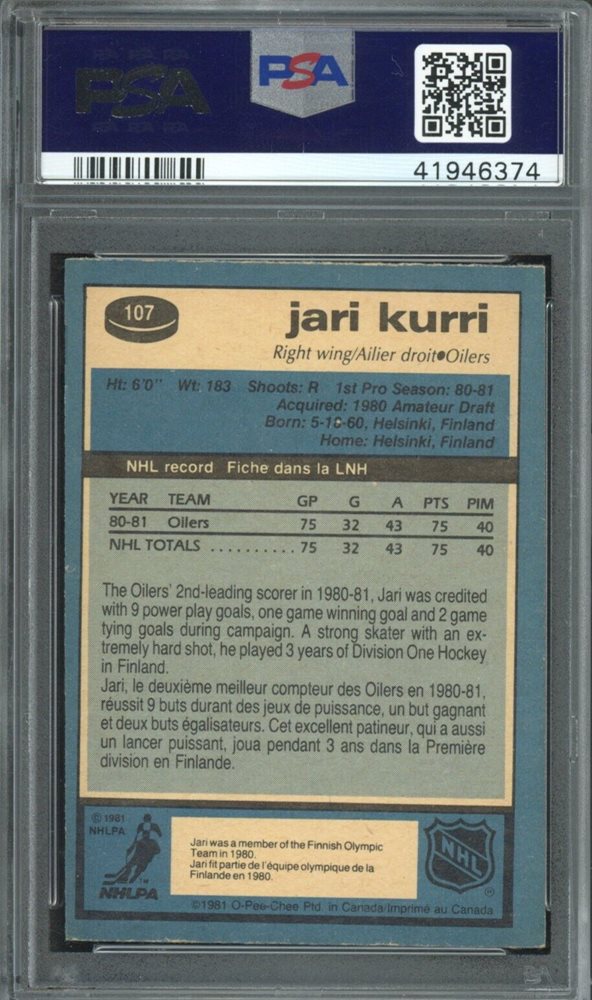 PSA
PSA
41946374
107
jari kurri
Right wing/Ailier droit●Oilers
Ht: 6'0" Wt: 183 Shoots: R 1st Pro Season: 80-81
Acquired: 1980 Amateur Draft
Born: 5-18-60, Helsinki, Finland
Home: Helsinki, Finland
NHL record Fiche dans la LNH
YEAR TEAM GP G A PTS PIM
80-81 Oilers 75 32 43 75 40
NHL TOTALS .......... 75 32 43 75 40
The Oilers' 2nd-leading scorer in 1980-81, Jari was credited
with 9 power play goals, one game winning goal and 2 game
tying goals during campaign. A strong skater with an ex-
tremely hard shot, he played 3 years of Division One Hockey
in Finland.
Jari, le deuxième meilleur compteur des Oilers en 1980-81,
réussit 9 buts durant des jeux de puissance, un but gagnant
et deux buts égalisateurs. Cet excellent patineur, qui a aussi
un lancer puissant, joua pendant 3 ans dans la Première
division en Finlande.
©1981
NHLPA
NHLPA
TM
Jari was a member of the Finnish Olympic
Team in 1980.
Jari fit partie de l'équipe olympique de la
Finlande en 1980.
NHL
®
©1981 O-Pee-Chee Ptd. in Canada/Imprimé au Canada